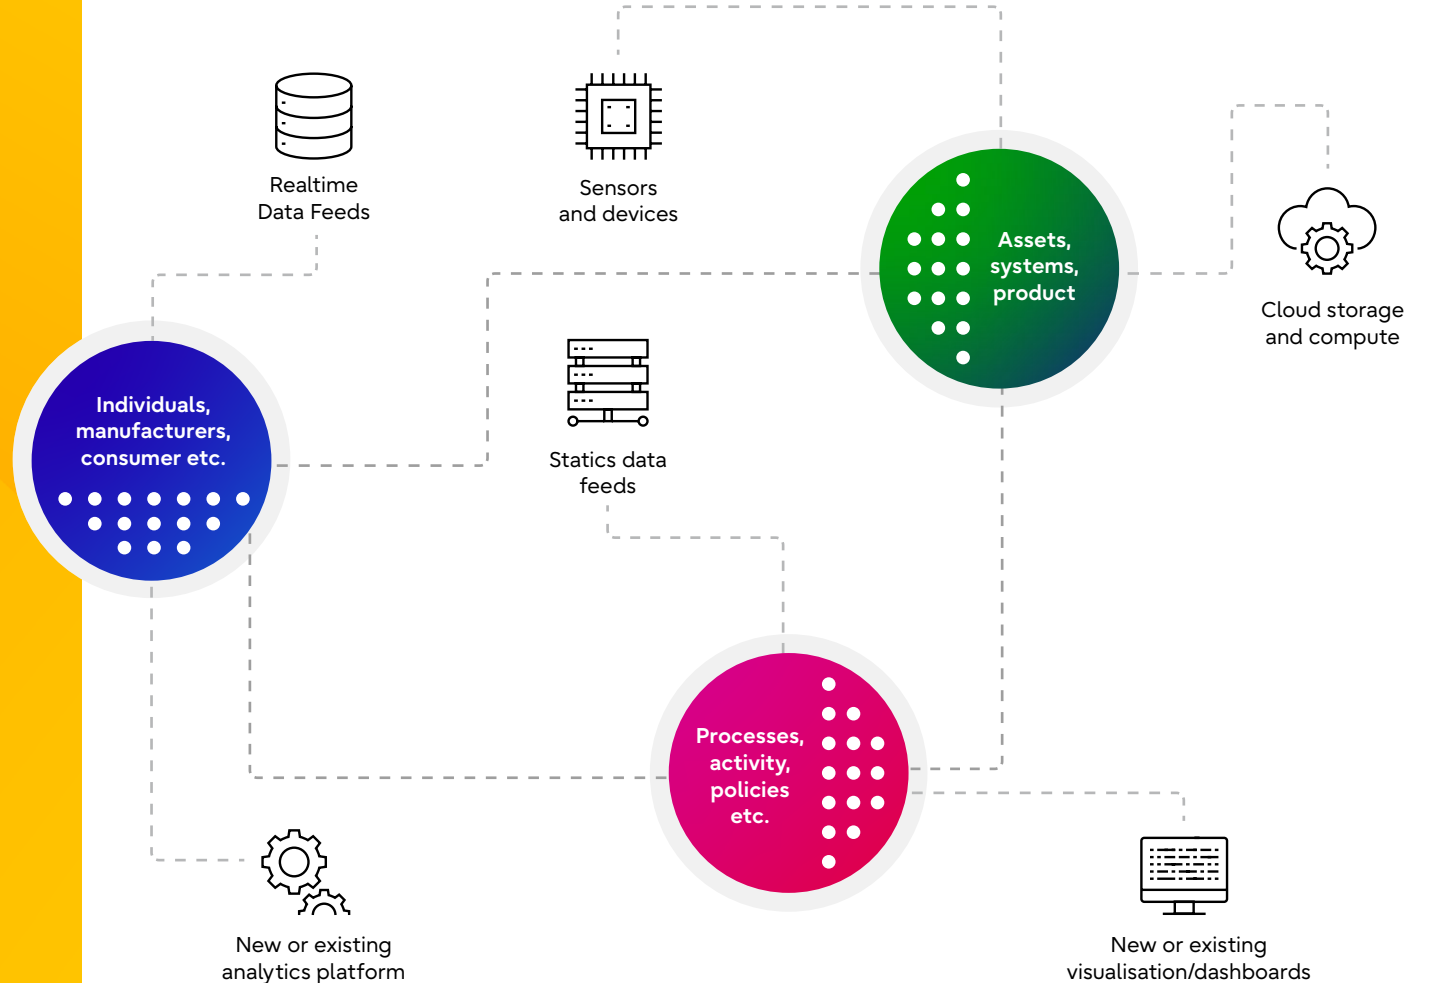 Realtime
Data Feeds
Sensors
and devices
Assets,
systems,
product
Cloud storage
and compute
Individuals,
manufacturers,
consumer etc.
Statics data
feeds
Processes,
activity,
policies
etc.
New or existing
analytics platform
New or existing
visualisation/dashboards